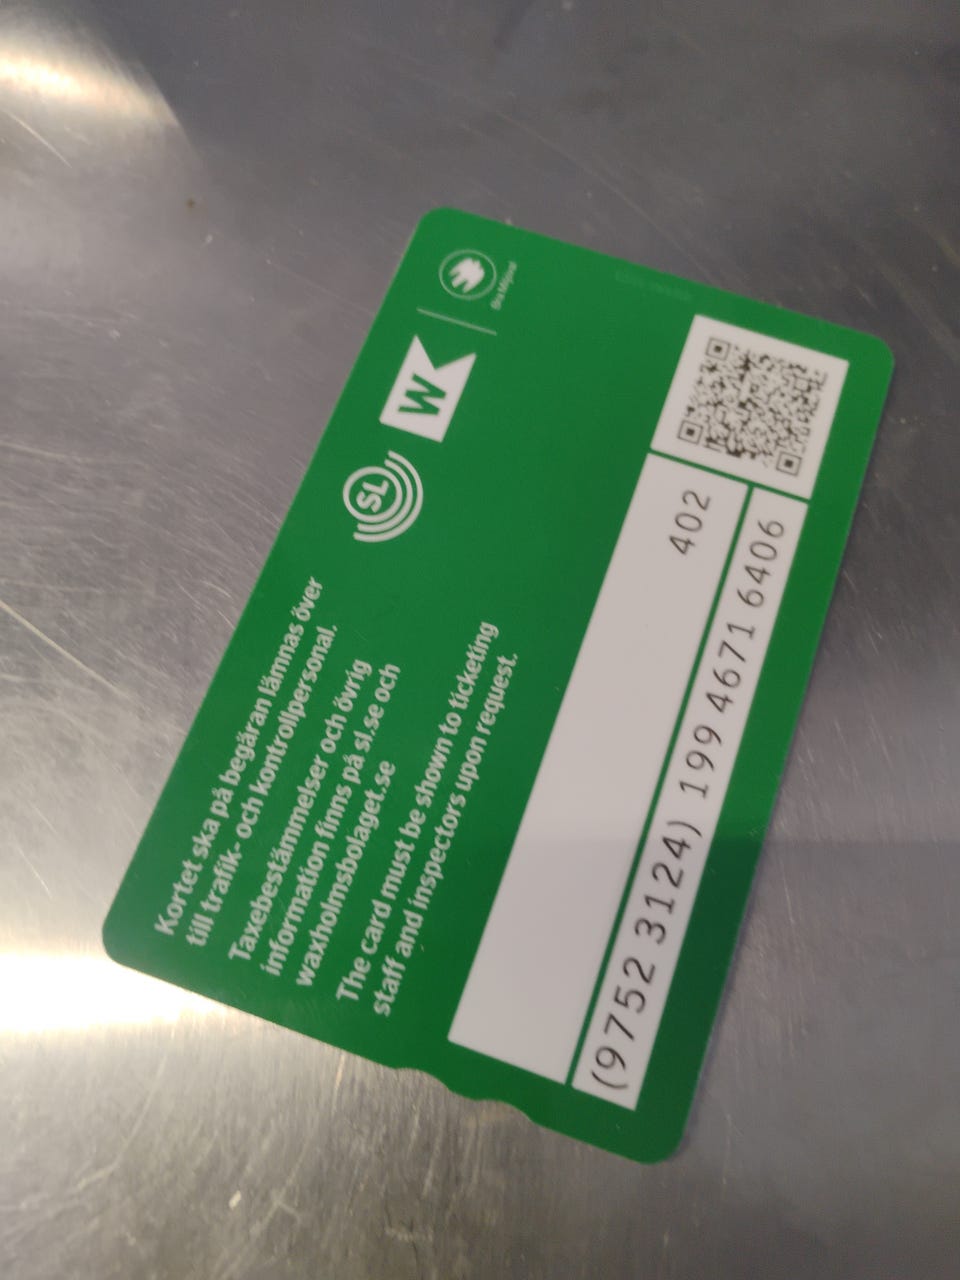 Kortet ska på begäran lämnas över
till trafik- och kontrollpersonal.
Taxebestämmelser och övrig
information finns på sl.se och
waxholmsbolaget.se
The card must be shown to ticketing
staff and inspectors upon request.
SL
W
Bra Miljöval
402
(9752 3124) 199 4671 6406